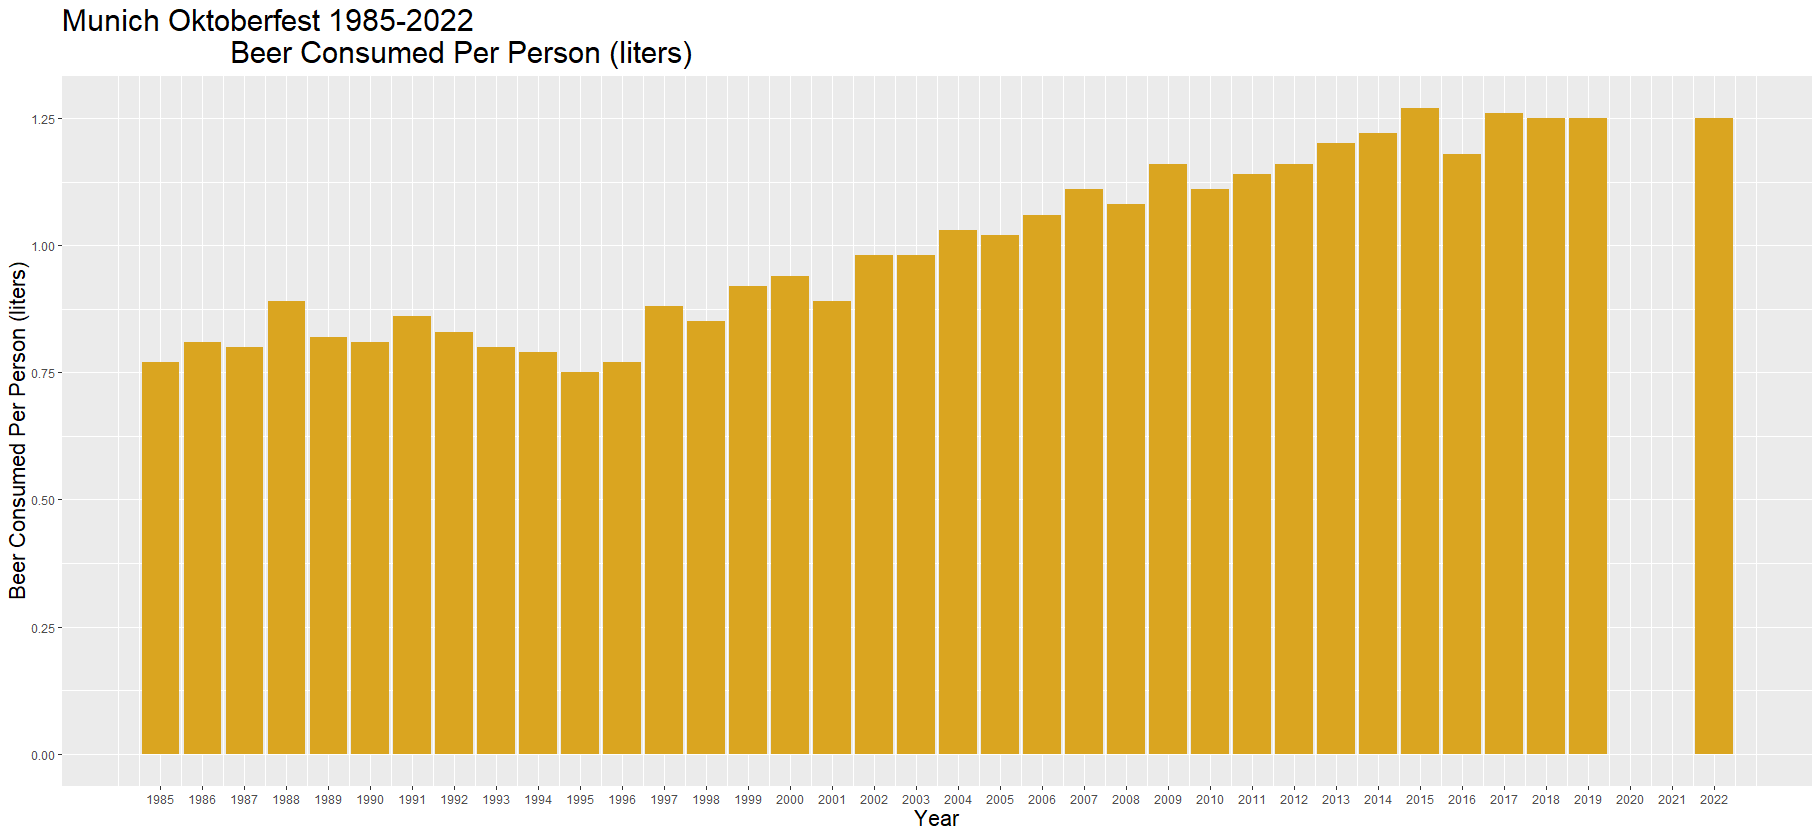 Munich Oktoberfest 1985-2022
Beer Consumed Per Person (liters)
Beer Consumed Per Person (liters)
1.25
1.00
0.75
0.50
0.25
0.00
1985 1986 1987 1988 1989 1990 1991 1992 1993 1994 1995 1996 1997 1998 1999 2000 2001 2002 2003 2004 2005 2006 2007 2008 2009 2010 2011 2012 2013 2014 2015 2016 2017 2018 2019 2020 2021 2022
Year